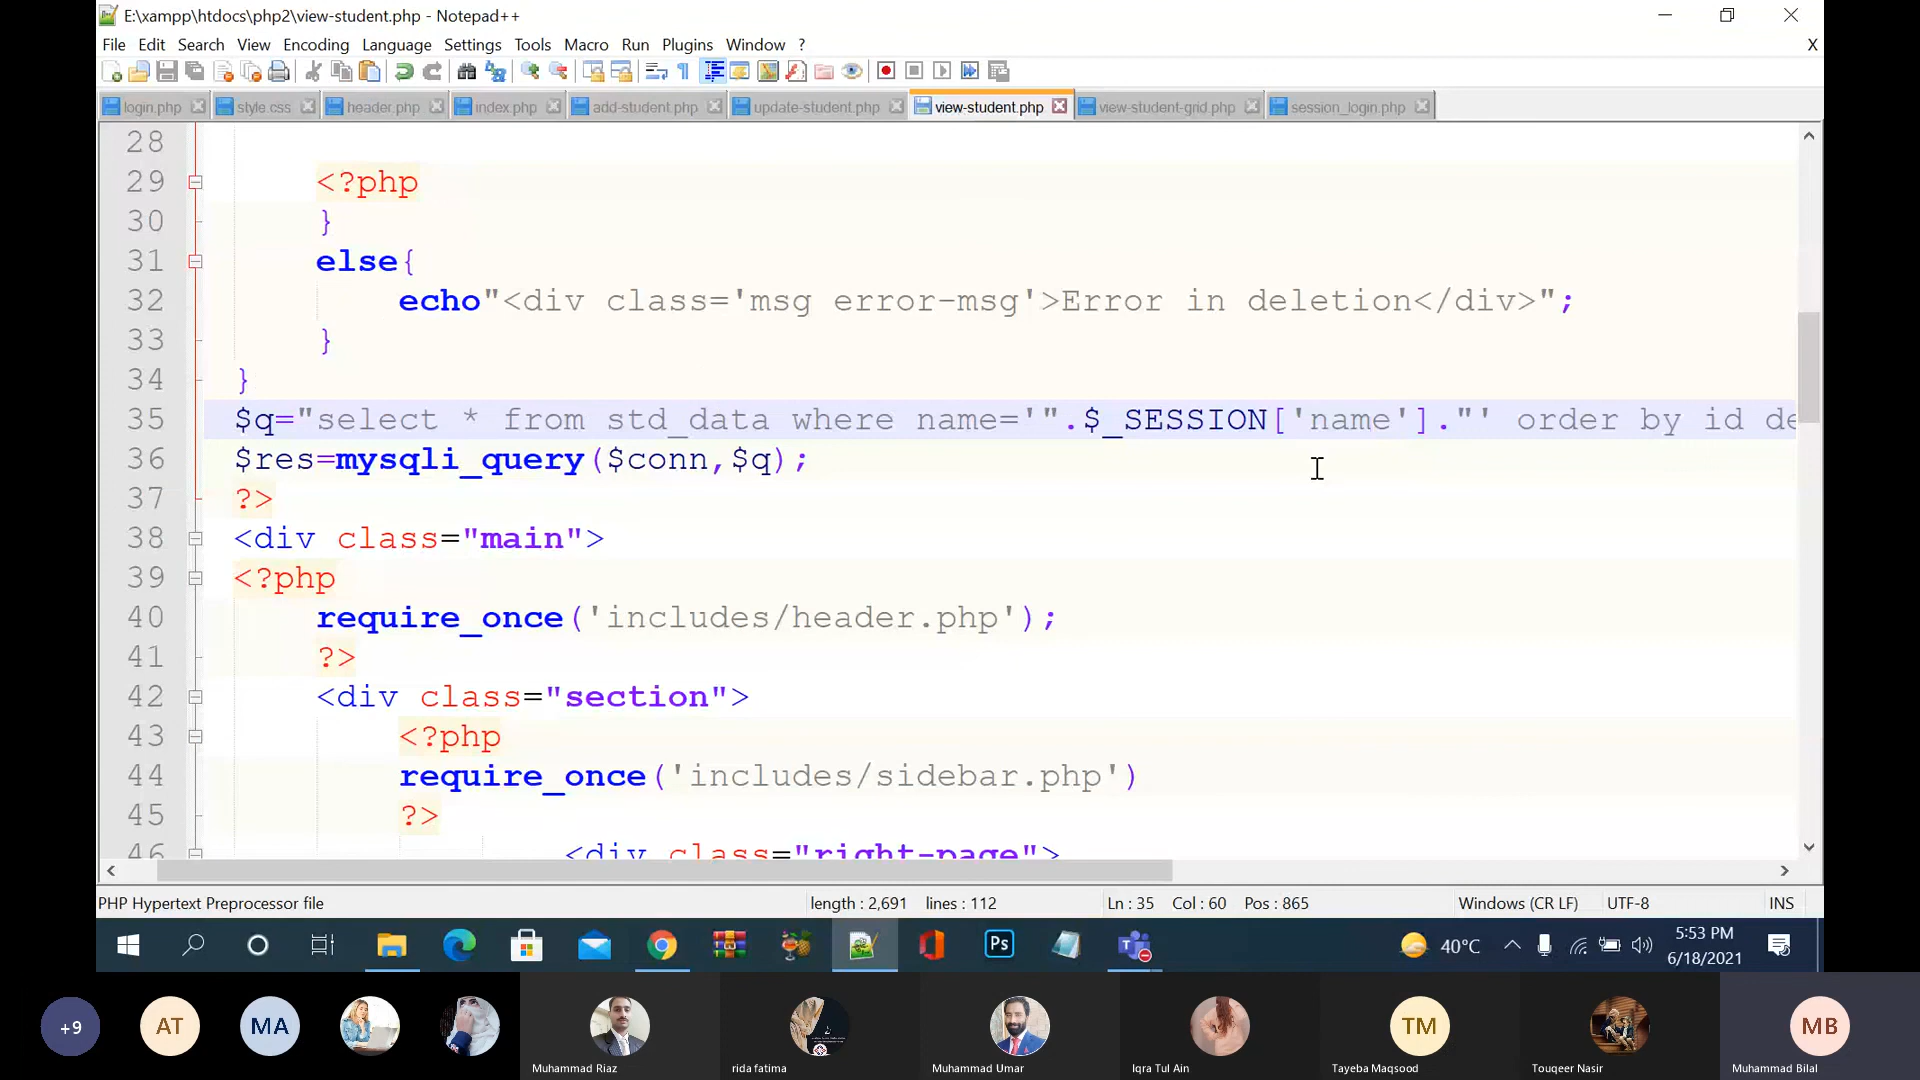 E:\xampp\htdocs\php2\view-student.php - Notepad++
File Edit Search View Encoding Language Settings Tools Macro Run Plugins Window ? X
login.php style.css header.php index.php add-student.php update-student.php view-student.php view-student-grid.php session_login.php
28
29 <?php
30 }
31 else{
32 echo"<div class='msg error-msg'>Error in deletion</div>";
33 }
34 }
35 $q="select * from std_data where name='".$_SESSION['name']."' order by id de
36 $res=mysqli_query($conn,$q);
37 ?>
38 <div class="main">
39 <?php
40 require_once('includes/header.php');
41 ?>
42 <div class="section">
43 <?php
44 require_once('includes/sidebar.php')
45 ?>
46 <div class="right-page">
PHP Hypertext Preprocessor file length : 2,691 lines : 112 Ln : 35 Col : 60 Pos : 865 Windows (CR LF) UTF-8 INS
Ps 40°C 5:53 PM
6/18/2021
+9 AT MA TM MB
Muhammad Riaz rida fatima Muhammad Umar Iqra Tul Ain Tayeba Maqsood Touqeer Nasir Muhammad Bilal